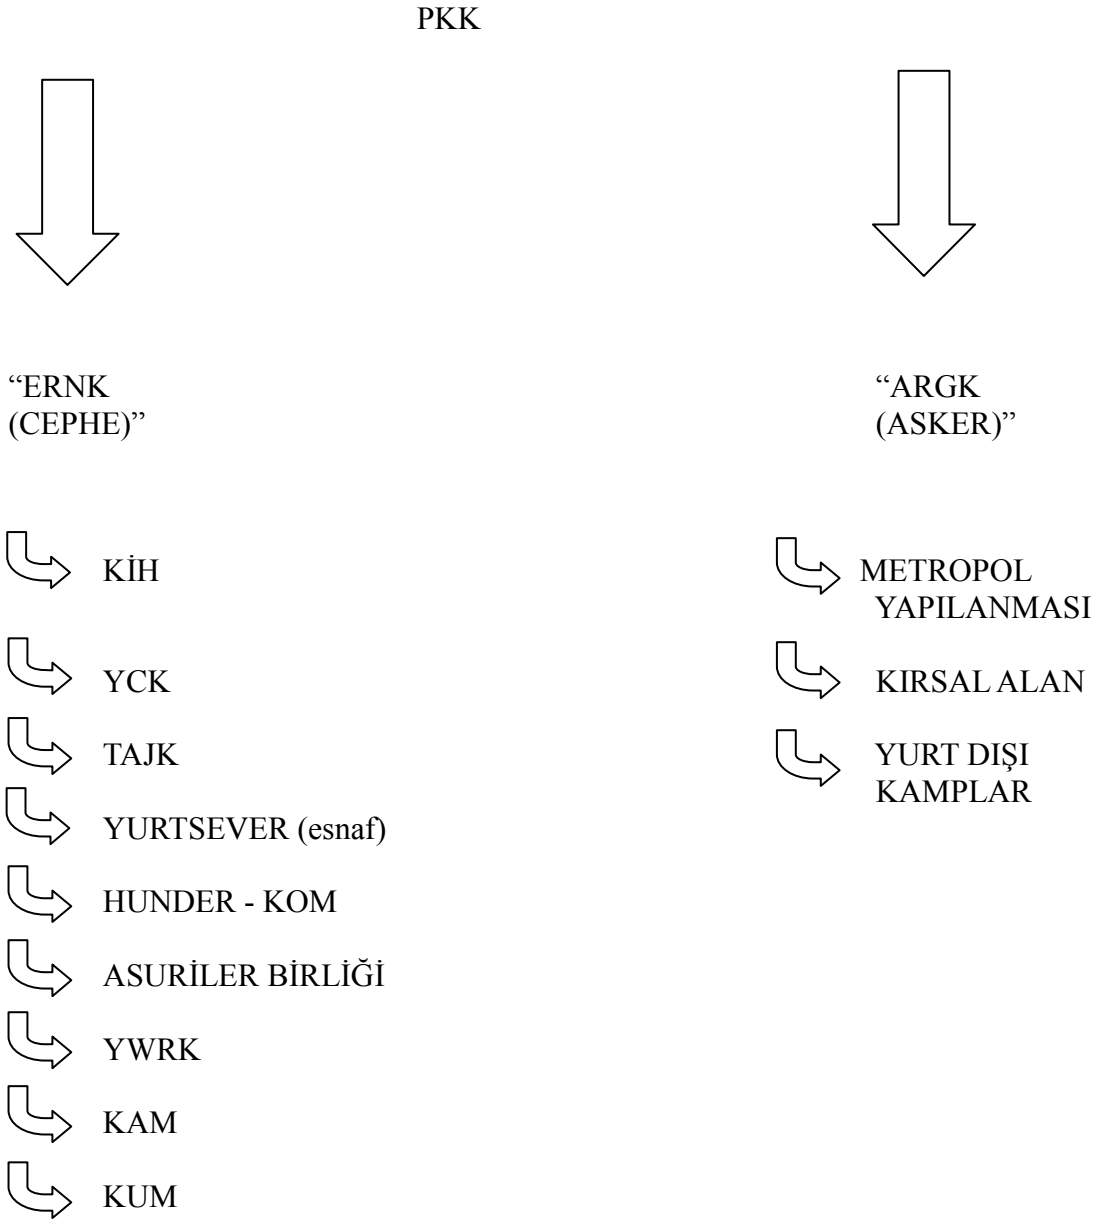 PKK
“ERNK
(CEPHE)”
KİH
YCK
TAJK
YURTSEVER (esnaf)
HUNDER - KOM
ASURİLER BİRLİĞİ
YWRK
KAM
KUM
“ARGK
(ASKER)”
METROPOL
YAPILANMASI
KIRSAL ALAN
YURT DIŞI
KAMPLAR